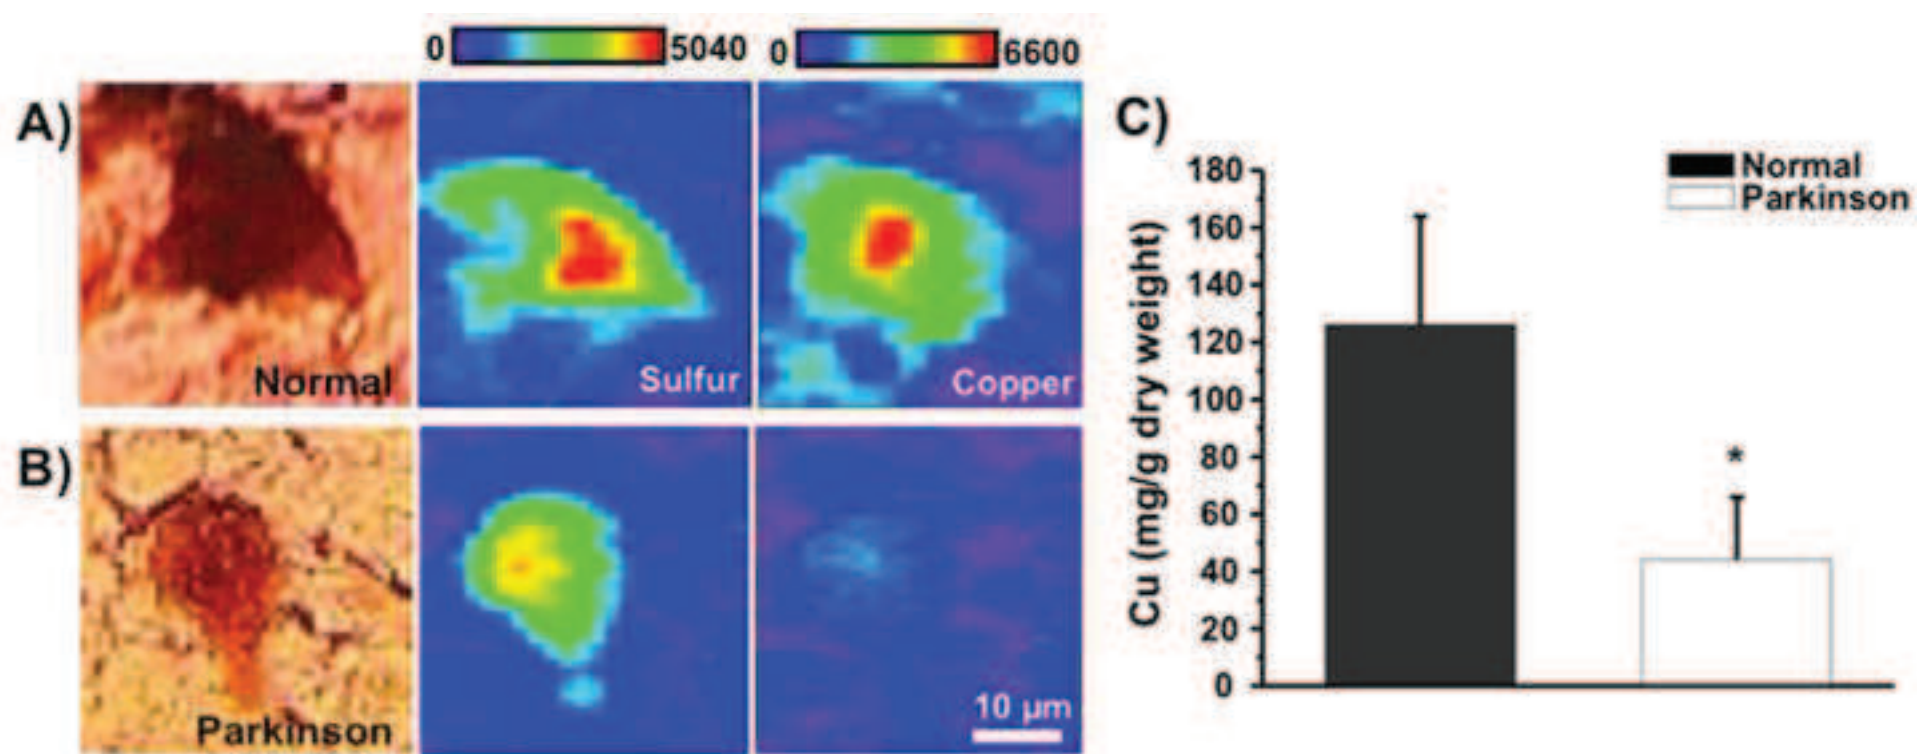 0 5040 0 6600
A)
Normal
Sulfur
Copper
B)
Parkinson
10 µm
C)
Normal
Parkinson
Cu (mg/g dry weight)
180
160
140
120
100
80
60
40
20
0
*